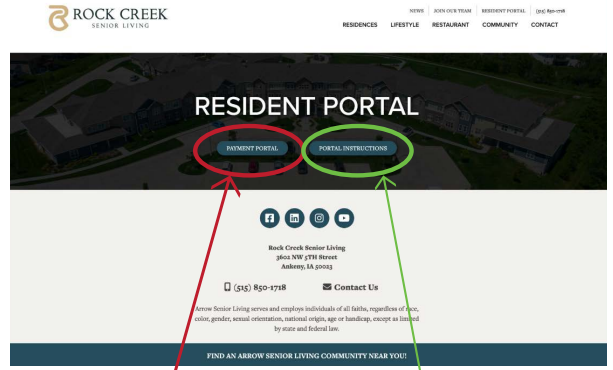 ROCK CREEK
SENIOR LIVING
NEWS JOIN OUR TEAM RESIDENT PORTAL (515) 850-1718
RESIDENCES LIFESTYLE RESTAURANT COMMUNITY CONTACT
RESIDENT PORTAL
PAYMENT PORTAL PORTAL INSTRUCTIONS
Rock Creek Senior Living
3602 NW 5TH Street
Ankeny, IA 50023
(515) 850-1718 Contact Us
Arrow Senior Living serves and employs individuals of all faiths, regardless of race,
color, gender, sexual orientation, national origin, age or handicap, except as limited
by state and federal law.
FIND AN ARROW SENIOR LIVING COMMUNITY NEAR YOU!